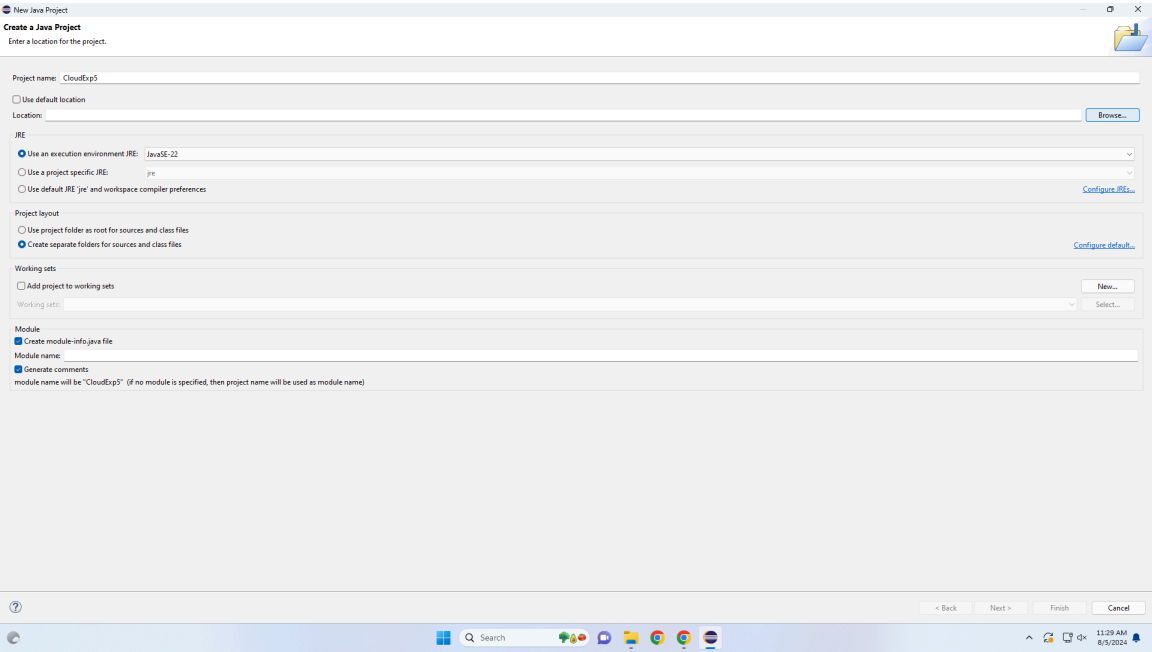 New Java Project
Create a Java Project
Enter a location for the project.
Project name: CloudExp5
Use default location
Location: Browse...
JRE
Use an execution environment JRE: JavaSE-22
Use a project specific JRE: jre
Use default JRE 'jre' and workspace compiler preferences Configure JREs...
Project layout
Use project folder as root for sources and class files
Create separate folders for sources and class files Configure default...
Working sets
Add project to working sets New...
Working sets: Select...
Module
Create module-info.java file
Module name:
Generate comments
module name will be "CloudExp5" (if no module is specified, then project name will be used as module name)
< Back Next > Finish Cancel
Search
11:29 AM
8/5/2024